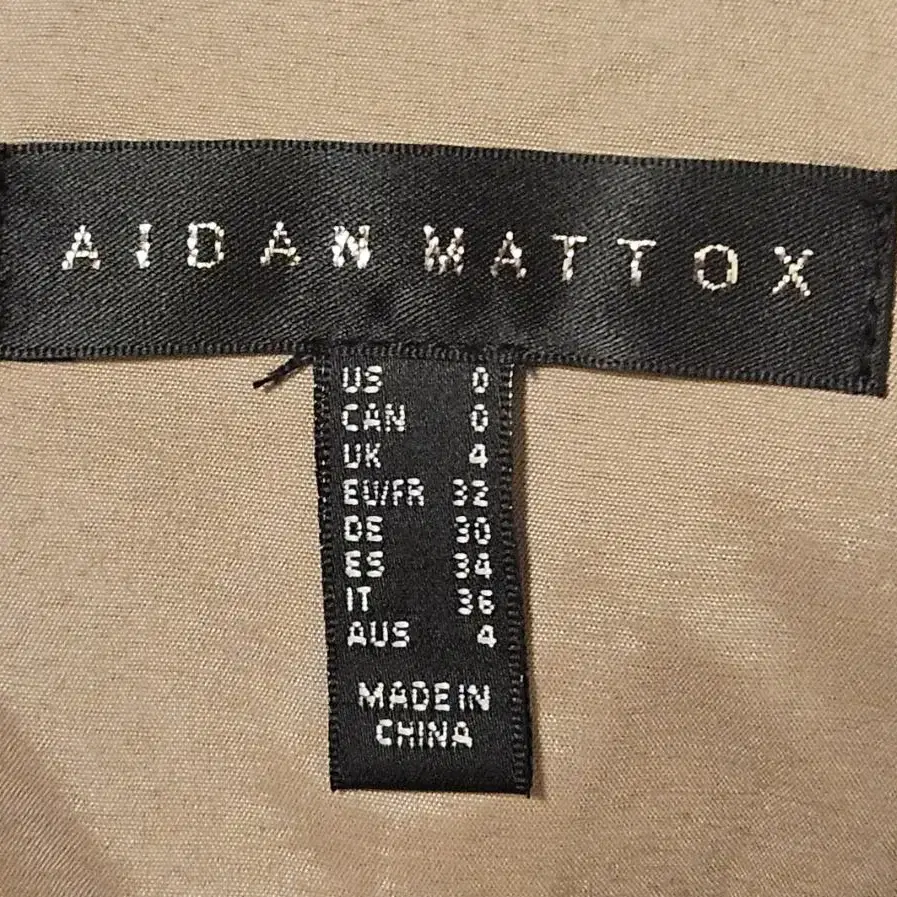 AIDAN MATTOX
US 0
CAN 0
UK 4
EU/FR 32
DE 30
ES 34
IT 36
AUS 4
MADE IN
CHINA